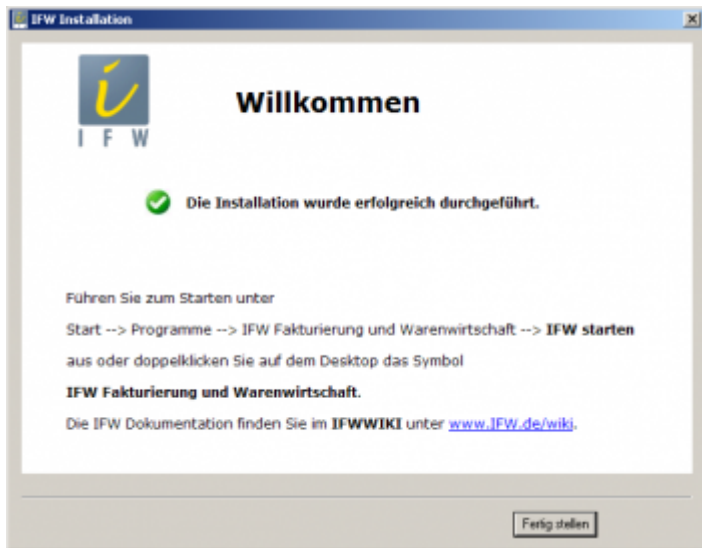 IFW Installation
i
I F W
Willkommen
Die Installation wurde erfolgreich durchgeführt.
Führen Sie zum Starten unter
Start --> Programme --> IFW Fakturierung und Warenwirtschaft --> IFW starten
aus oder doppelklicken Sie auf dem Desktop das Symbol
IFW Fakturierung und Warenwirtschaft.
Die IFW Dokumentation finden Sie im IFWWIKI unter www.IFW.de/wiki.
Fertig stellen